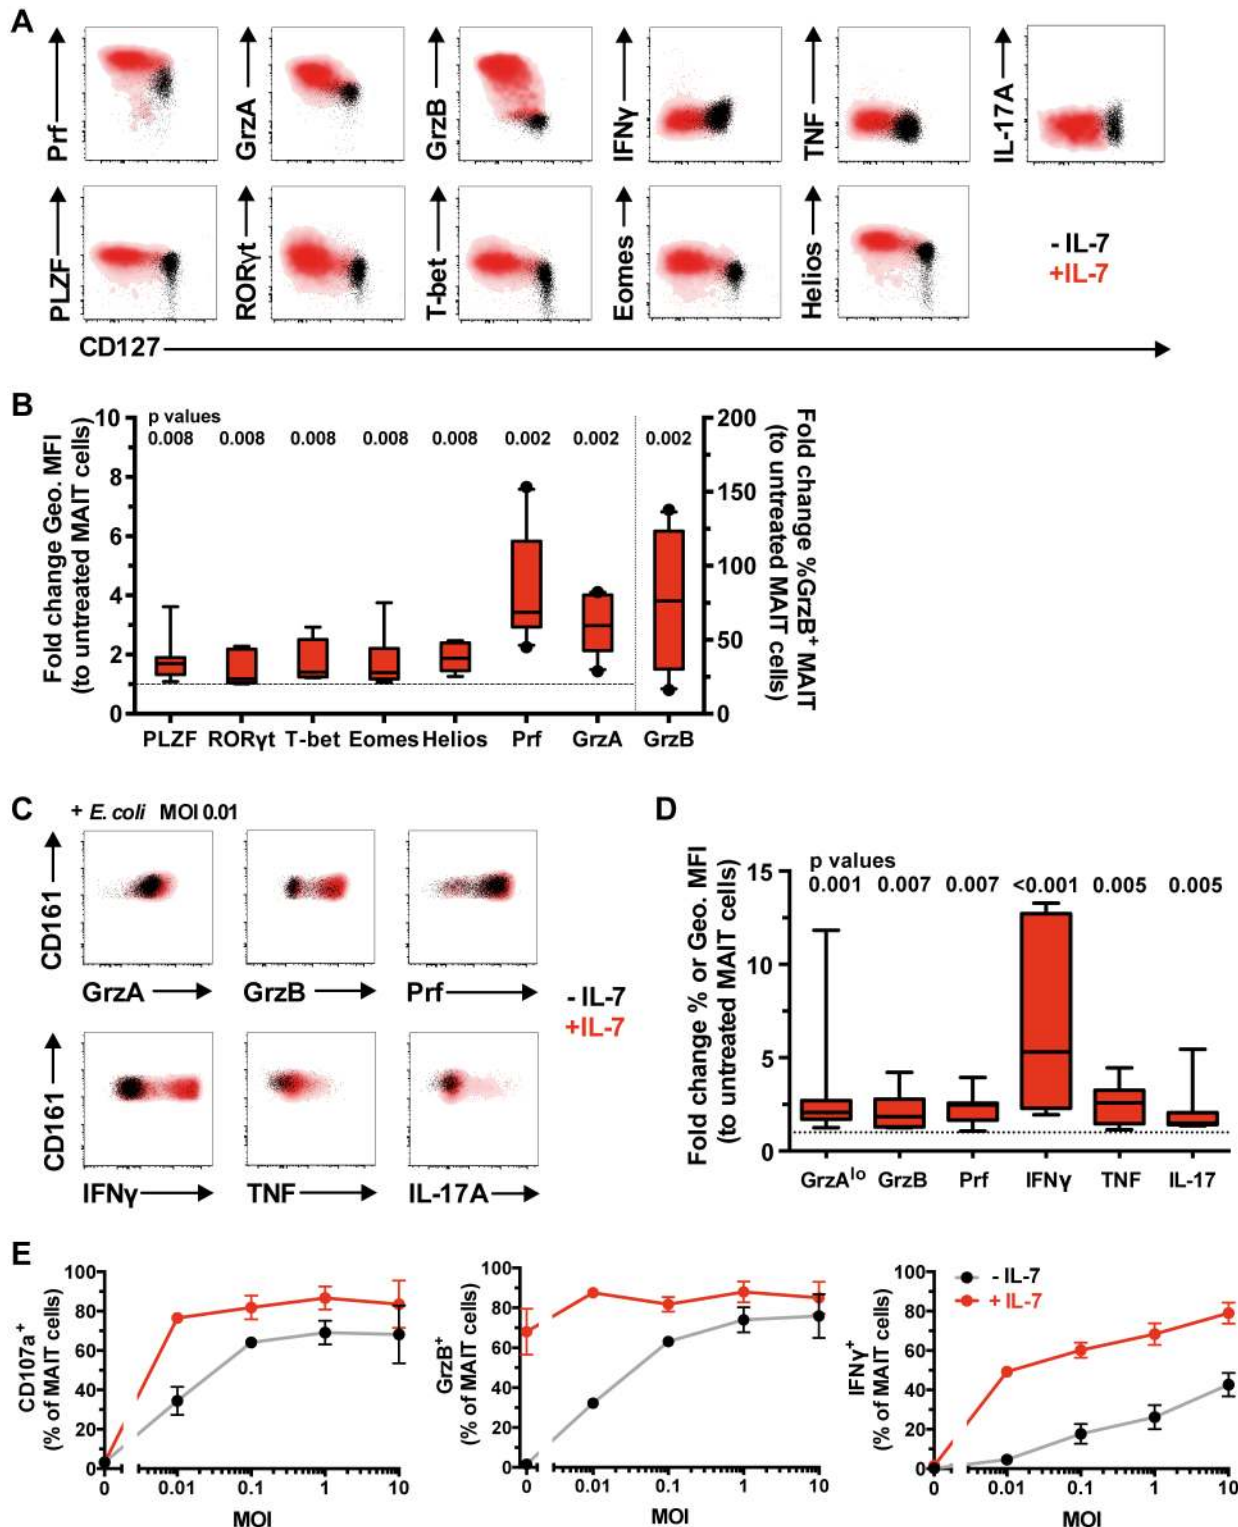 A
Prf
GrzA
GrzB
IFNγ
TNF
IL-17A
PLZF
RORγt
T-bet
Eomes
Helios
- IL-7
+IL-7
CD127
B
p values
0.008 0.008 0.008 0.008 0.008 0.002 0.002 0.002
Fold change Geo. MFI
(to untreated MAIT cells)
10
8
6
4
2
0
200
150
100
50
0
Fold change %GrzB⁺ MAIT
(to untreated MAIT cells)
PLZF RORγt T-bet Eomes Helios Prf GrzA GrzB
C
+ E. coli MOI 0.01
CD161
GrzA
GrzB
Prf
- IL-7
+IL-7
CD161
IFNγ
TNF
IL-17A
D
p values
0.001 0.007 0.007 <0.001 0.005 0.005
Fold change % or Geo. MFI
(to untreated MAIT cells)
15
10
5
0
GrzAˡᵒ GrzB Prf IFNγ TNF IL-17
E
CD107a⁺
(% of MAIT cells)
100
80
60
40
20
0
0 0.01 0.1 1 10
MOI
GrzB⁺
(% of MAIT cells)
100
80
60
40
20
0
0 0.01 0.1 1 10
MOI
IFNγ⁺
(% of MAIT cells)
100
80
60
40
20
0
- IL-7
+ IL-7
0 0.01 0.1 1 10
MOI